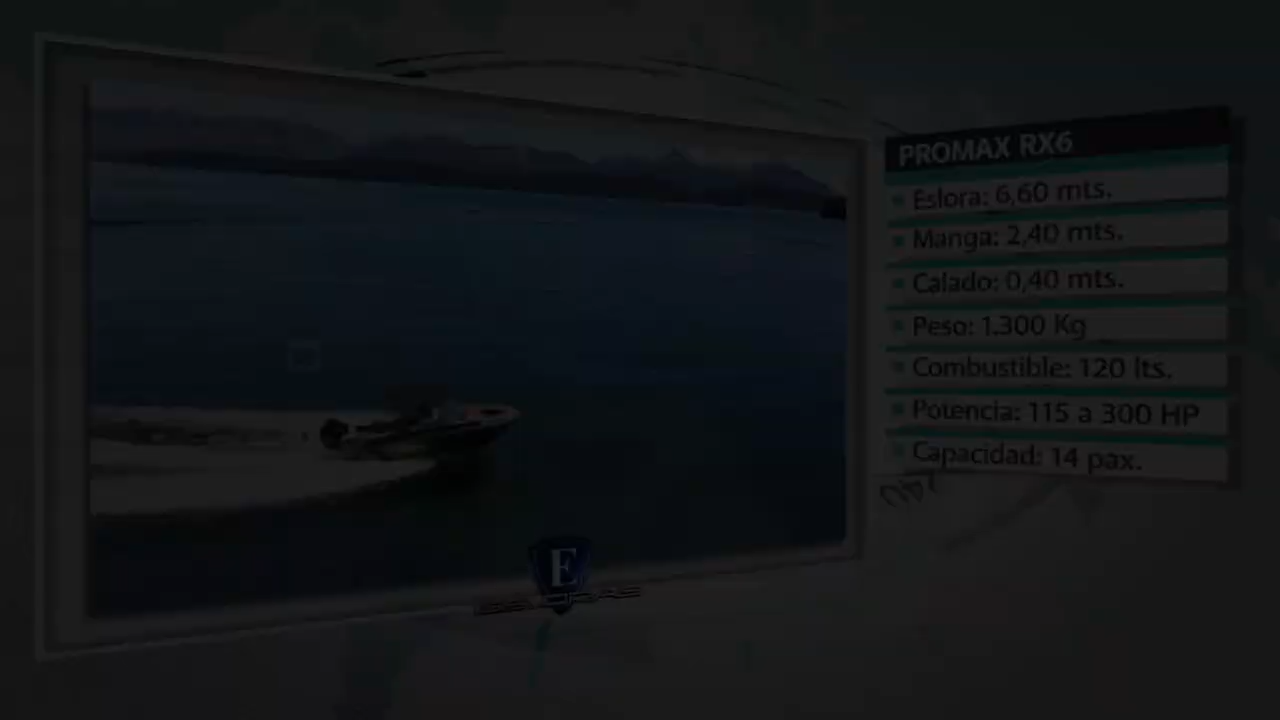 PROMAX RX6
Eslora: 6,60 mts.
Manga: 2,40 mts.
Calado: 0,40 mts.
Peso: 1.300 Kg
Combustible: 120 lts.
Potencia: 115 a 300 HP
Capacidad: 14 pax.
E